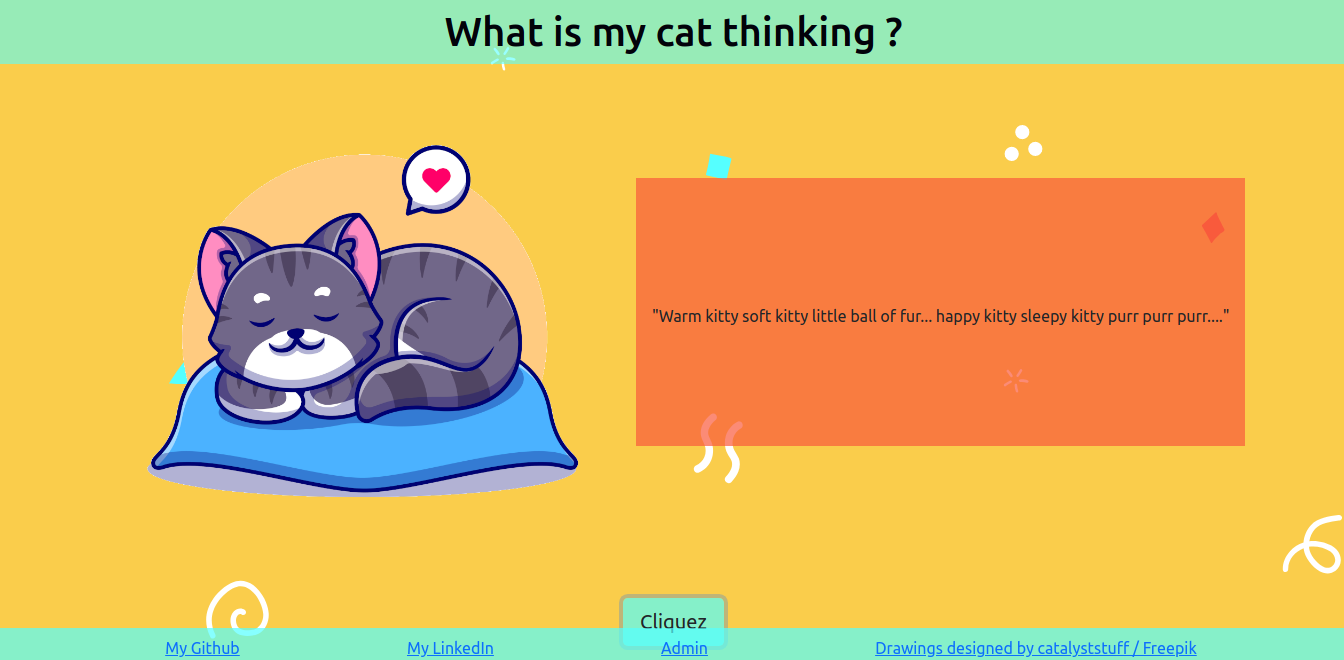 What is my cat thinking ?
"Warm kitty soft kitty little ball of fur... happy kitty sleepy kitty purr purr purr...."
Cliquez
My Github My LinkedIn Admin Drawings designed by catalyststuff / Freepik